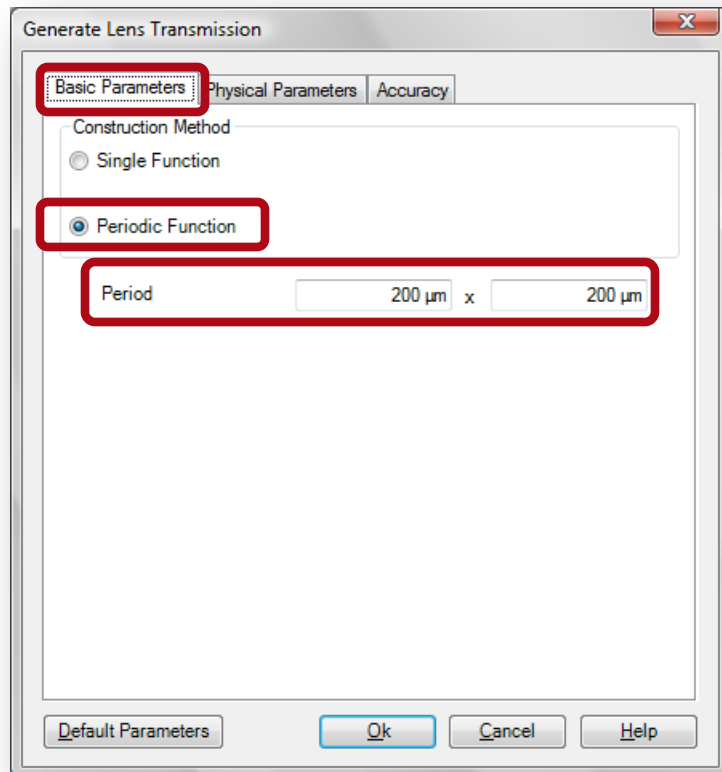 Generate Lens Transmission
Basic Parameters Physical Parameters Accuracy
Construction Method
Single Function
Periodic Function
Period 200 µm x 200 µm
Default Parameters Ok Cancel Help